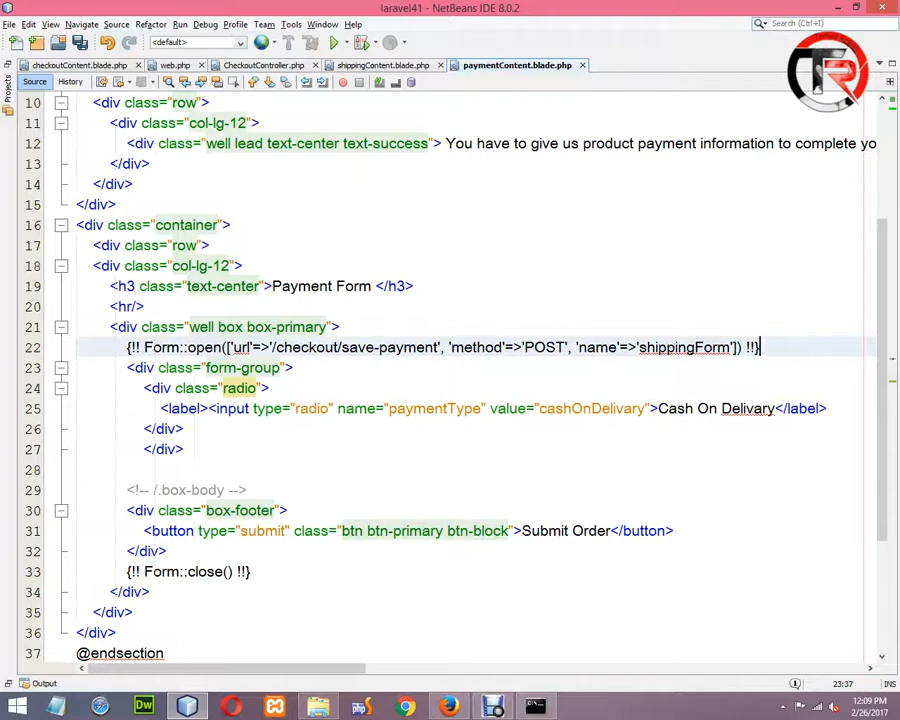 laravel41 - NetBeans IDE 8.0.2
File Edit View Navigate Source Refactor Run Debug Profile Team Tools Window Help
<default>
Search (Ctrl+I)
checkoutContent.blade.php web.php CheckoutController.php shippingContent.blade.php paymentContent.blade.php
Source History
Projects
TR
10 <div class="row">
11 <div class="col-lg-12">
12 <div class="well lead text-center text-success"> You have to give us product payment information to complete yo
13 </div>
14 </div>
15 </div>
16 <div class="container">
17 <div class="row">
18 <div class="col-lg-12">
19 <h3 class="text-center">Payment Form </h3>
20 <hr/>
21 <div class="well box box-primary">
22 {!! Form::open(['url'=>'/checkout/save-payment', 'method'=>'POST', 'name'=>'shippingForm']) !!}
23 <div class="form-group">
24 <div class="radio">
25 <label><input type="radio" name="paymentType" value="cashOnDelivary">Cash On Delivary</label>
26 </div>
27 </div>
28
29 <!-- /.box-body -->
30 <div class="box-footer">
31 <button type="submit" class="btn btn-primary btn-block">Submit Order</button>
32 </div>
33 {!! Form::close() !!}
34 </div>
35 </div>
36 </div>
37 @endsection
Output
23:37 INS
Dw
php
12:09 PM
2/26/2017